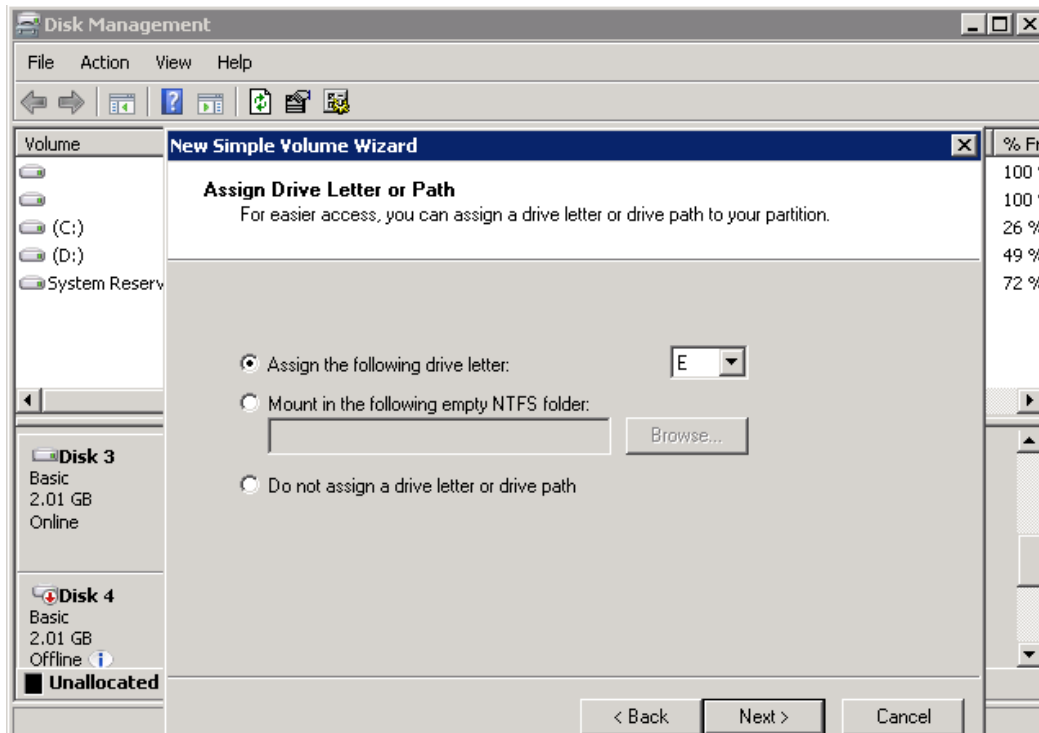 Disk Management
File Action View Help
Volume
% Fr
New Simple Volume Wizard
Assign Drive Letter or Path
For easier access, you can assign a drive letter or drive path to your partition.
100 %
100 %
(C:)
26 %
(D:)
49 %
System Reserv
72 %
Assign the following drive letter:
E
Mount in the following empty NTFS folder:
Browse...
Do not assign a drive letter or drive path
Disk 3
Basic
2.01 GB
Online
Disk 4
Basic
2.01 GB
Offline
Unallocated
< Back Next > Cancel